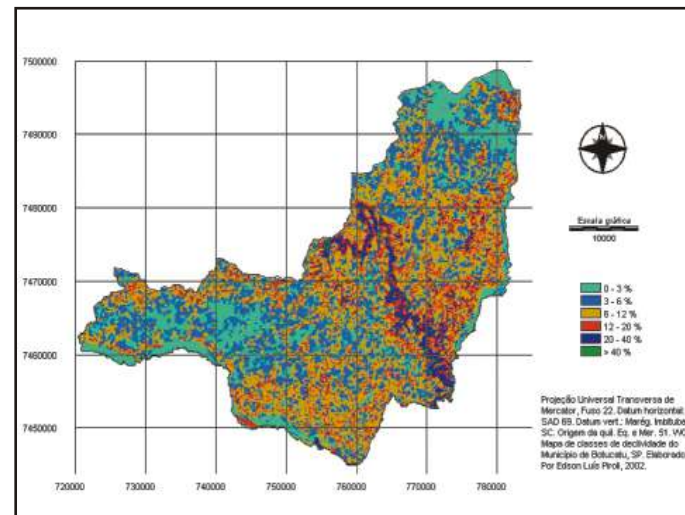 7500000
7490000
7480000
7470000
7460000
7450000
720000 730000 740000 750000 760000 770000 780000
N
Escala gráfica
10000
0 - 3 %
3 - 6 %
6 - 12 %
12 - 20 %
20 - 40 %
> 40 %
Projeção Universal Transversa de
Mercator, Fuso 22. Datum horizontal:
SAD 69. Datum vert.: Marég. Imbituba
SC. Origem da quil. Eq. e Mer. 51. WG
Mapa de classes de declividade do
Município de Botucatu, SP. Elaborado
Por Edson Luís Piroli, 2002.